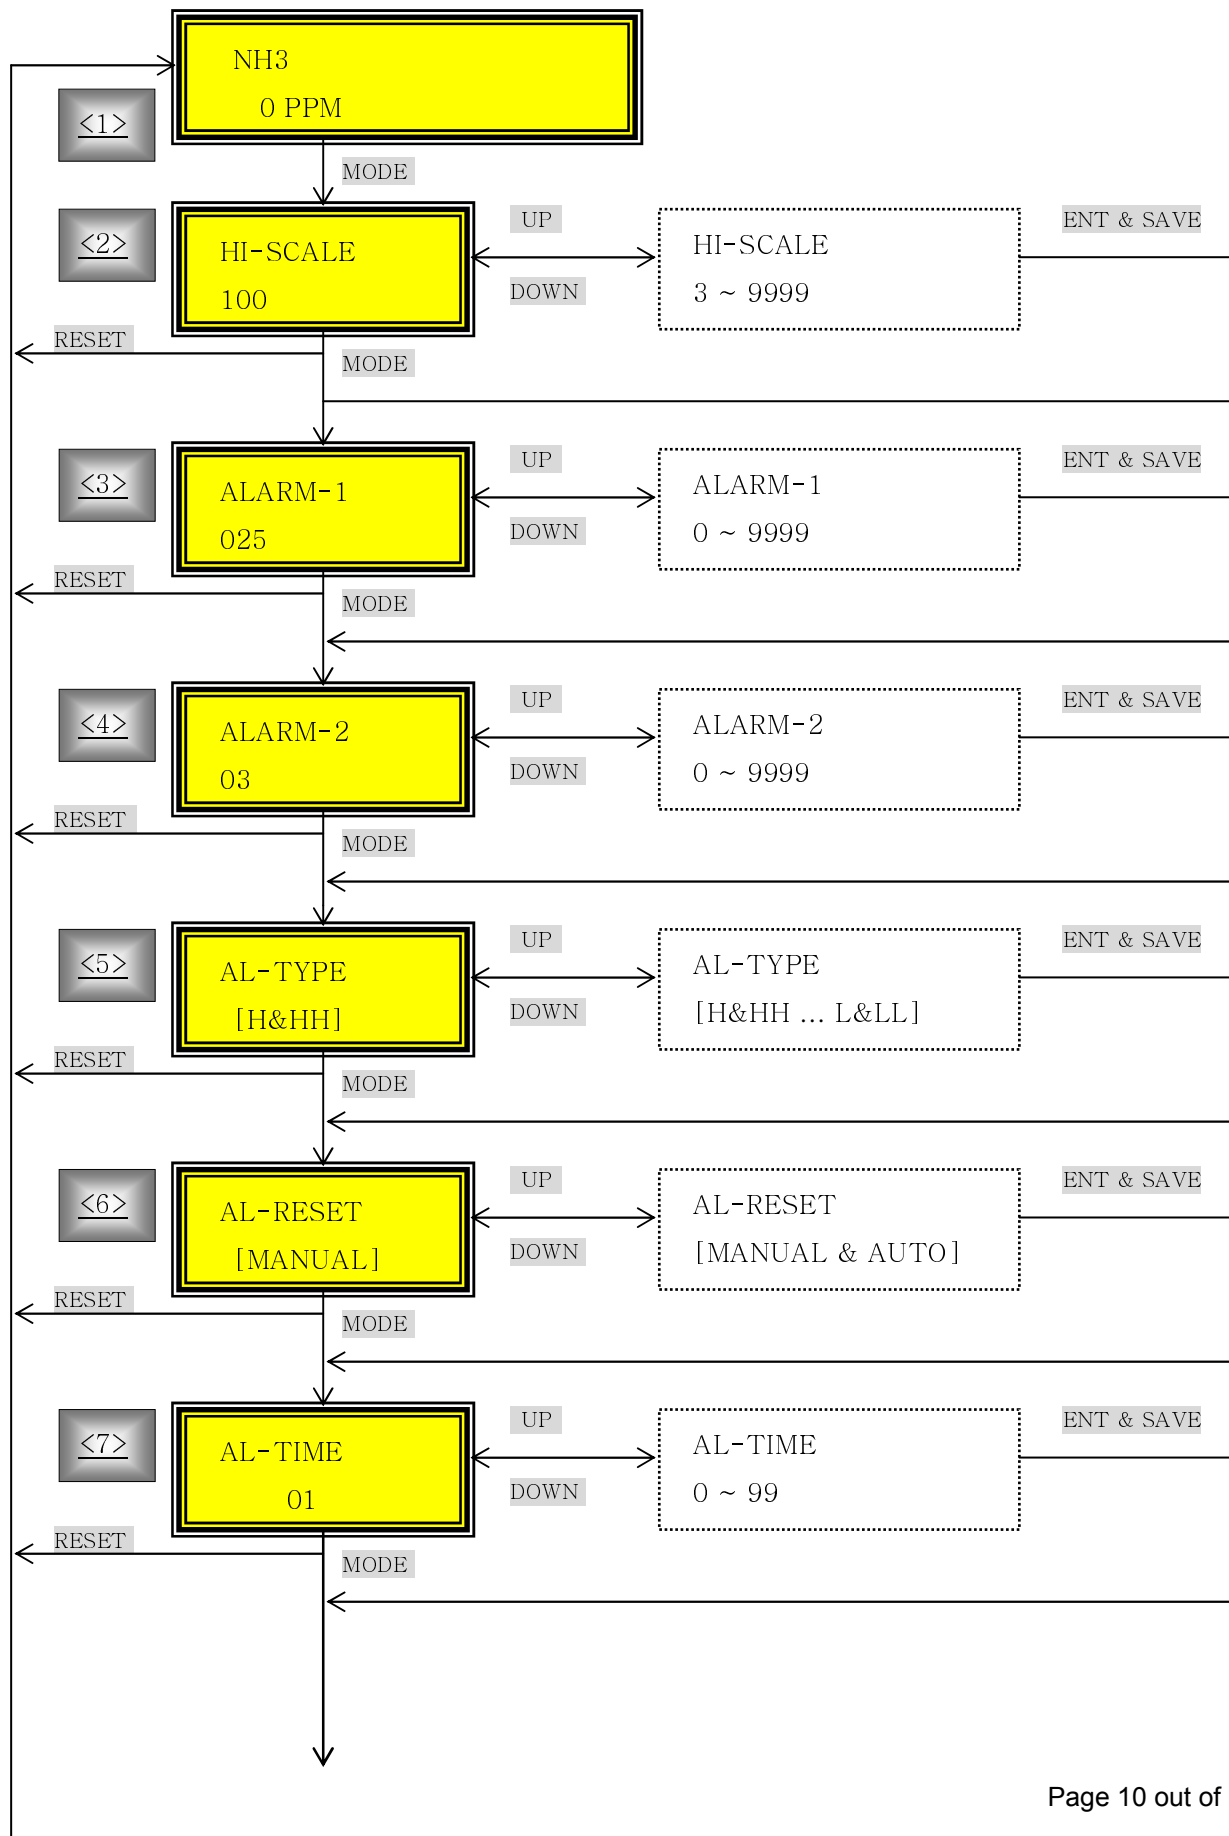 NH3
0 PPM
<1>
MODE
<2>
HI-SCALE
100
UP
DOWN
HI-SCALE
3 ~ 9999
ENT & SAVE
RESET
MODE
<3>
ALARM-1
025
UP
DOWN
ALARM-1
0 ~ 9999
ENT & SAVE
RESET
MODE
<4>
ALARM-2
03
UP
DOWN
ALARM-2
0 ~ 9999
ENT & SAVE
RESET
MODE
<5>
AL-TYPE
[H&HH]
UP
DOWN
AL-TYPE
[H&HH ... L&LL]
ENT & SAVE
RESET
MODE
<6>
AL-RESET
[MANUAL]
UP
DOWN
AL-RESET
[MANUAL & AUTO]
ENT & SAVE
RESET
MODE
<7>
AL-TIME
01
UP
DOWN
AL-TIME
0 ~ 99
ENT & SAVE
RESET
MODE
Page 10 out of